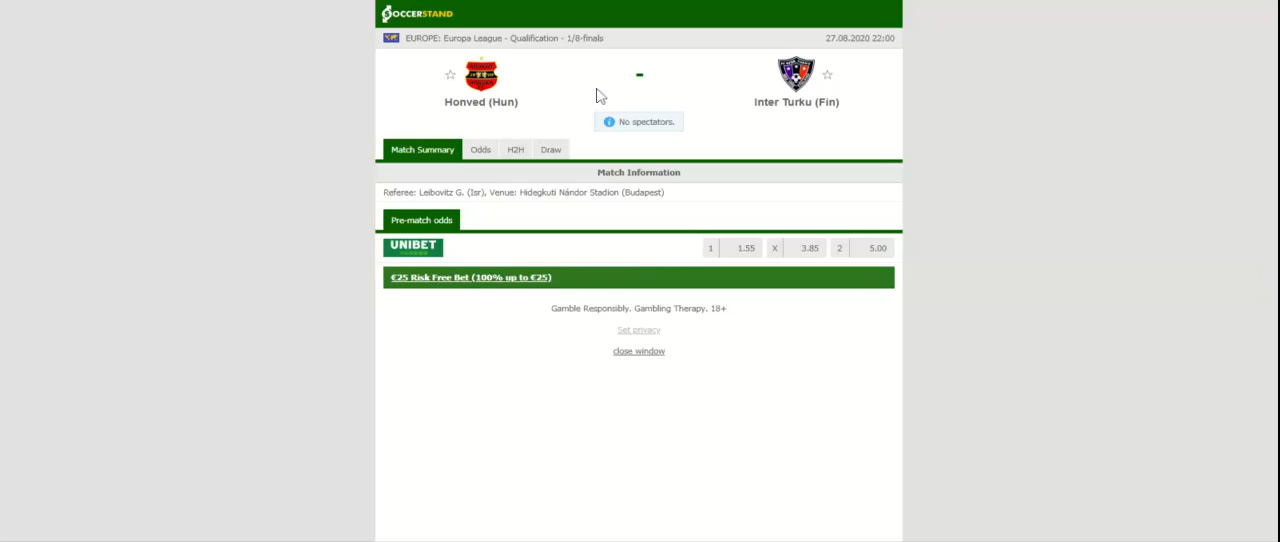 SOCCERSTAND
EUROPE: Europa League - Qualification - 1/8-finals 27.08.2020 22:00
-
Honved (Hun) Inter Turku (Fin)
No spectators.
Match Summary Odds H2H Draw
Match Information
Referee: Leibovitz G. (Isr), Venue: Hidegkuti Nándor Stadion (Budapest)
Pre-match odds
UNIBET 1 1.55 X 3.85 2 5.00
€25 Risk Free Bet (100% up to €25)
Gamble Responsibly. Gambling Therapy. 18+
Set privacy
close window